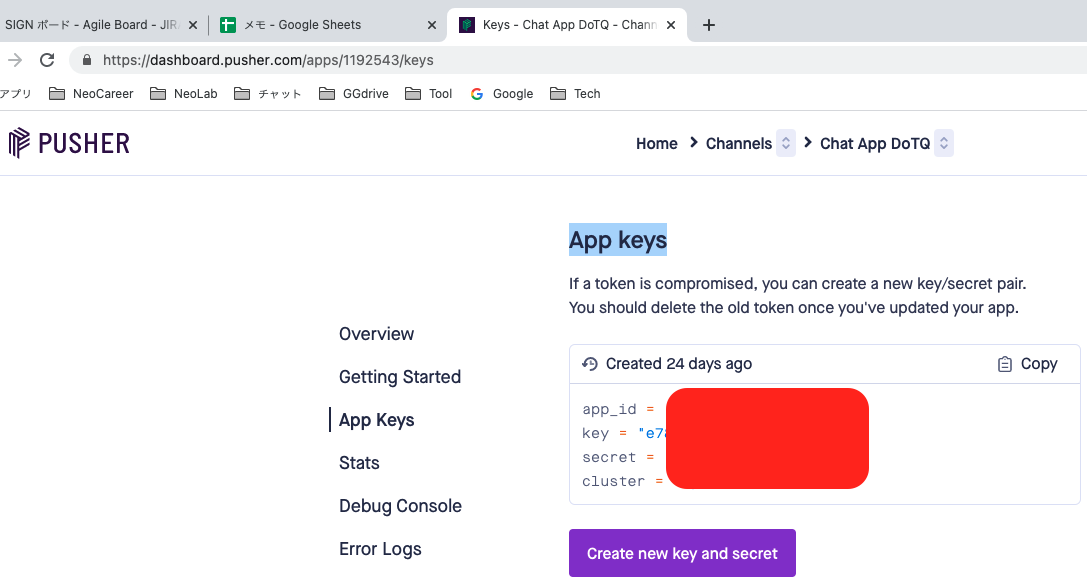 SIGN ボード - Agile Board - JIR
メモ - Google Sheets
Keys - Chat App DoTQ - Chann
https://dashboard.pusher.com/apps/1192543/keys
アプリ
NeoCareer
NeoLab
チャット
GGdrive
Tool
Google
Tech
PUSHER
Home
Channels
Chat App DoTQ
App keys
If a token is compromised, you can create a new key/secret pair.
You should delete the old token once you've updated your app.
Overview
Getting Started
App Keys
Stats
Debug Console
Error Logs
Created 24 days ago
Copy
app_id =
key = "e7
secret =
cluster =
Create new key and secret